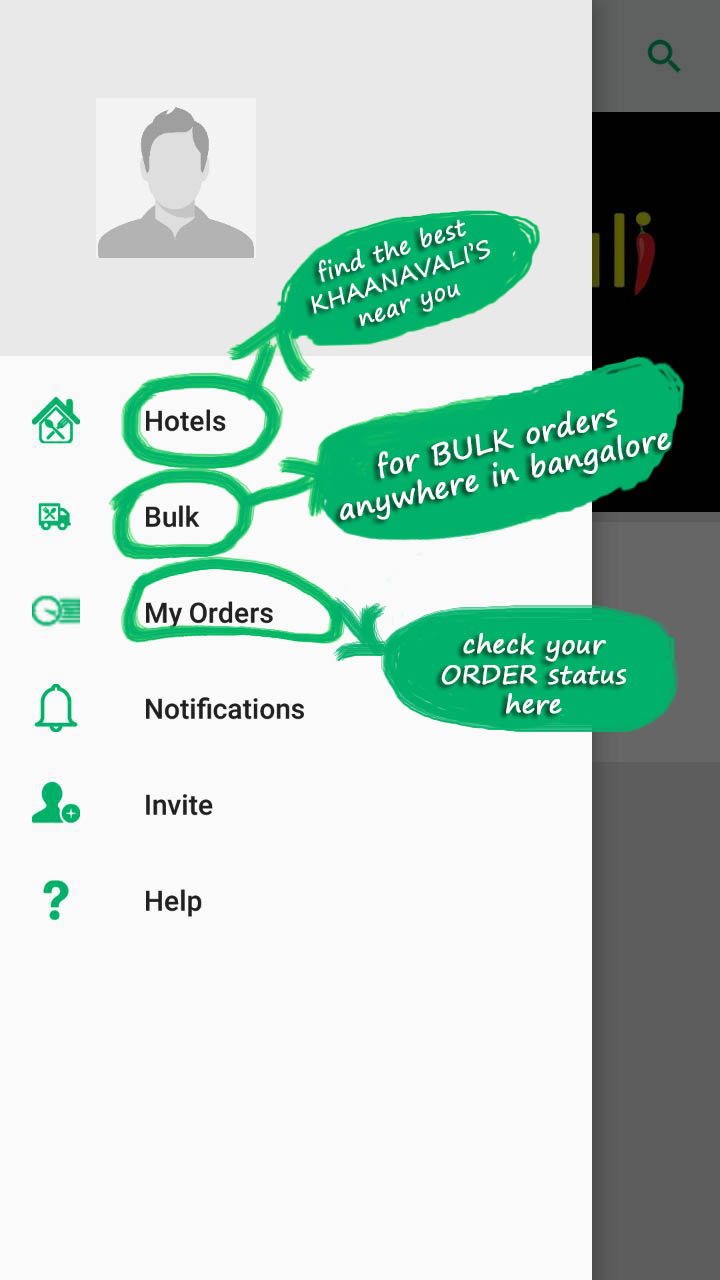 find the best
KHAANAVALI'S
near you
Hotels
for BULK orders
anywhere in bangalore
Bulk
My Orders
check your
ORDER status
here
Notifications
Invite
Help